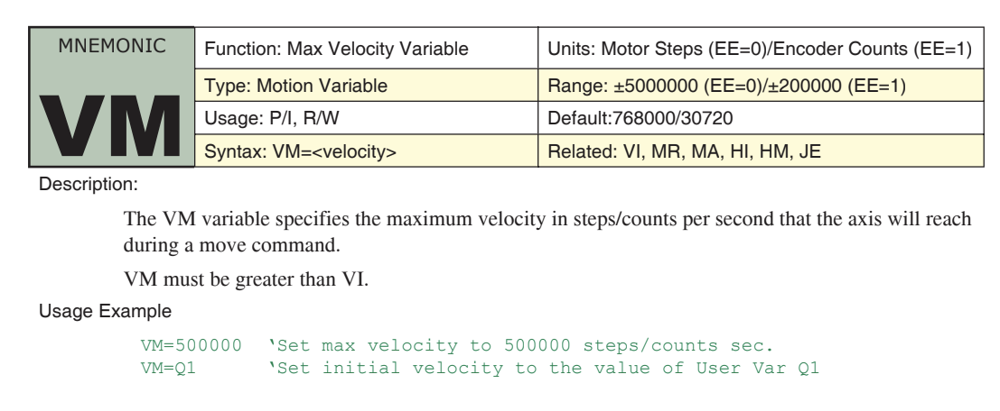 MNEMONIC
VM
Function: Max Velocity Variable
Units: Motor Steps (EE=0)/Encoder Counts (EE=1)
Type: Motion Variable
Range: ±5000000 (EE=0)/±200000 (EE=1)
Usage: P/I, R/W
Default:768000/30720
Syntax: VM=<velocity>
Related: VI, MR, MA, HI, HM, JE
Description:
The VM variable specifies the maximum velocity in steps/counts per second that the axis will reach
during a move command.
VM must be greater than VI.
Usage Example
VM=500000 ‘Set max velocity to 500000 steps/counts sec.
VM=Q1 ‘Set initial velocity to the value of User Var Q1